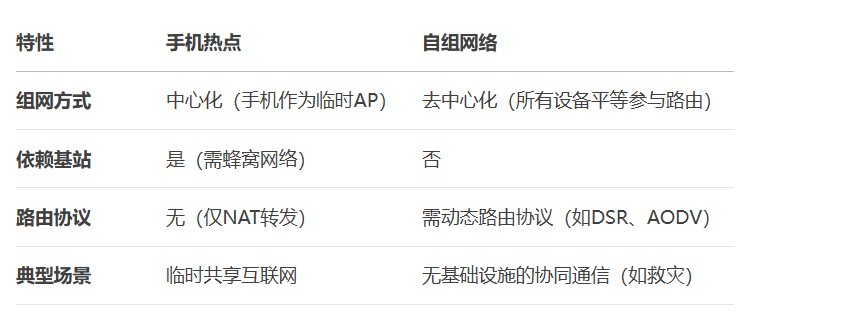 特性 手机热点 自组网络
组网方式 中心化（手机作为临时AP） 去中心化（所有设备平等参与路由）
依赖基站 是（需蜂窝网络） 否
路由协议 无（仅NAT转发） 需动态路由协议（如DSR、AODV）
典型场景 临时共享互联网 无基础设施的协同通信（如救灾）